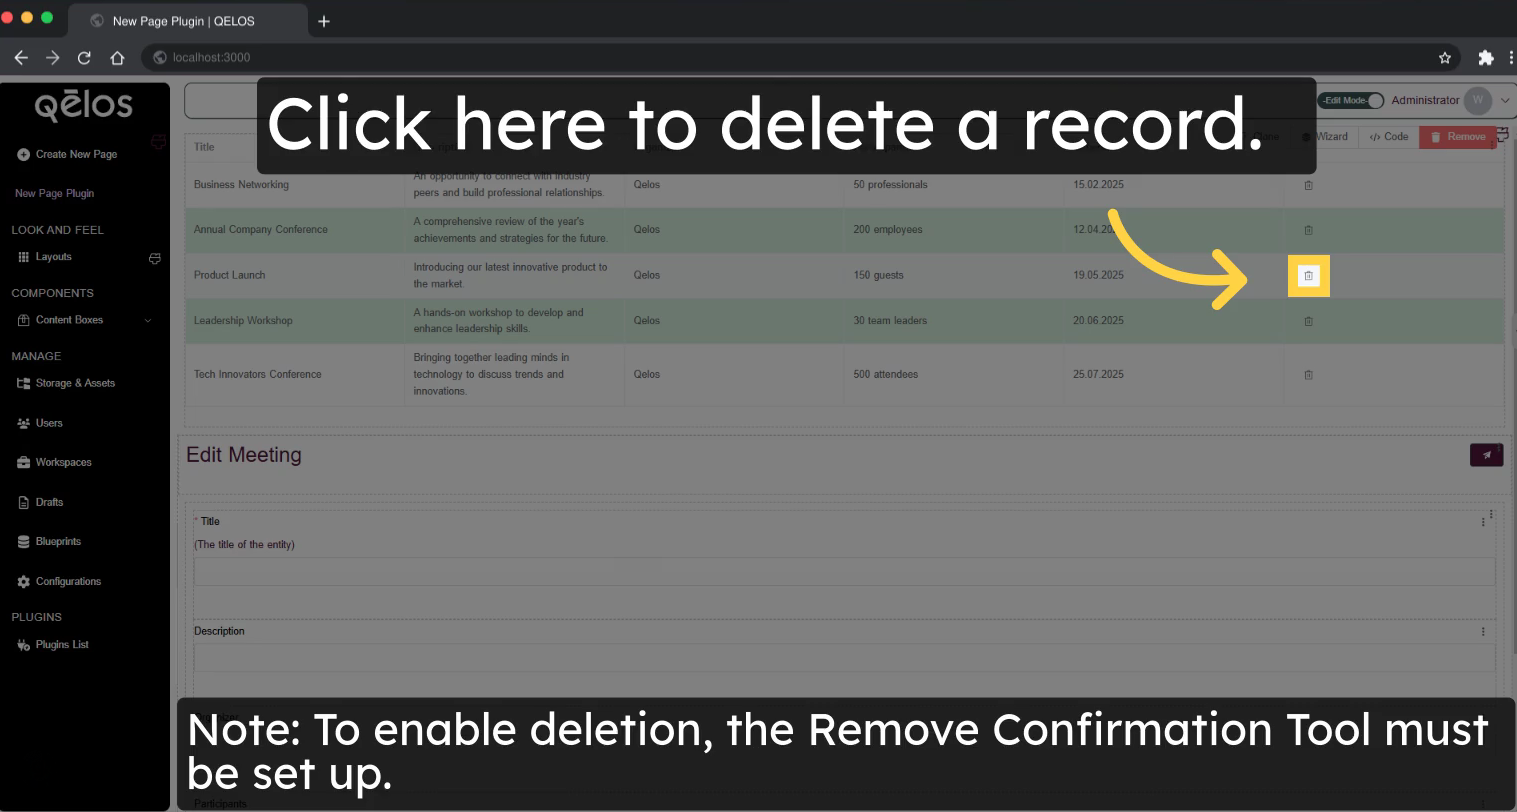 New Page Plugin | QELOS
localhost:3000
Click here to delete a record.
qēlos
-Edit Mode-
Administrator
W
Create New Page
New Page Plugin
LOOK AND FEEL
Layouts
COMPONENTS
Content Boxes
MANAGE
Storage & Assets
Users
Workspaces
Drafts
Blueprints
Configurations
PLUGINS
Plugins List
Wizard
</> Code
Remove
Title
Business Networking
An opportunity to connect with industry
peers and build professional relationships.
Qelos
50 professionals
15.02.2025
Annual Company Conference
A comprehensive review of the year's
achievements and strategies for the future.
Qelos
200 employees
12.04.20
Product Launch
Introducing our latest innovative product to
the market.
Qelos
150 guests
19.05.2025
Leadership Workshop
A hands-on workshop to develop and
enhance leadership skills.
Qelos
30 team leaders
20.06.2025
Tech Innovators Conference
Bringing together leading minds in
technology to discuss trends and
innovations.
Qelos
500 attendees
25.07.2025
Edit Meeting
* Title
(The title of the entity)
Description
Note: To enable deletion, the Remove Confirmation Tool must
be set up.
Participants